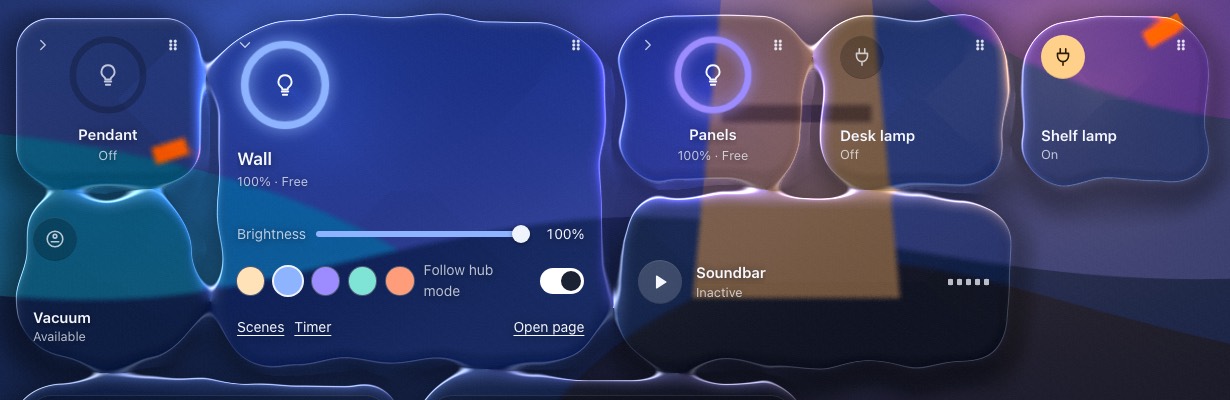 Pendant
Off
Wall
100% · Free
Brightness 100%
Follow hub
mode
Scenes Timer Open page
Panels
100% · Free
Desk lamp
Off
Shelf lamp
On
Vacuum
Available
Soundbar
Inactive